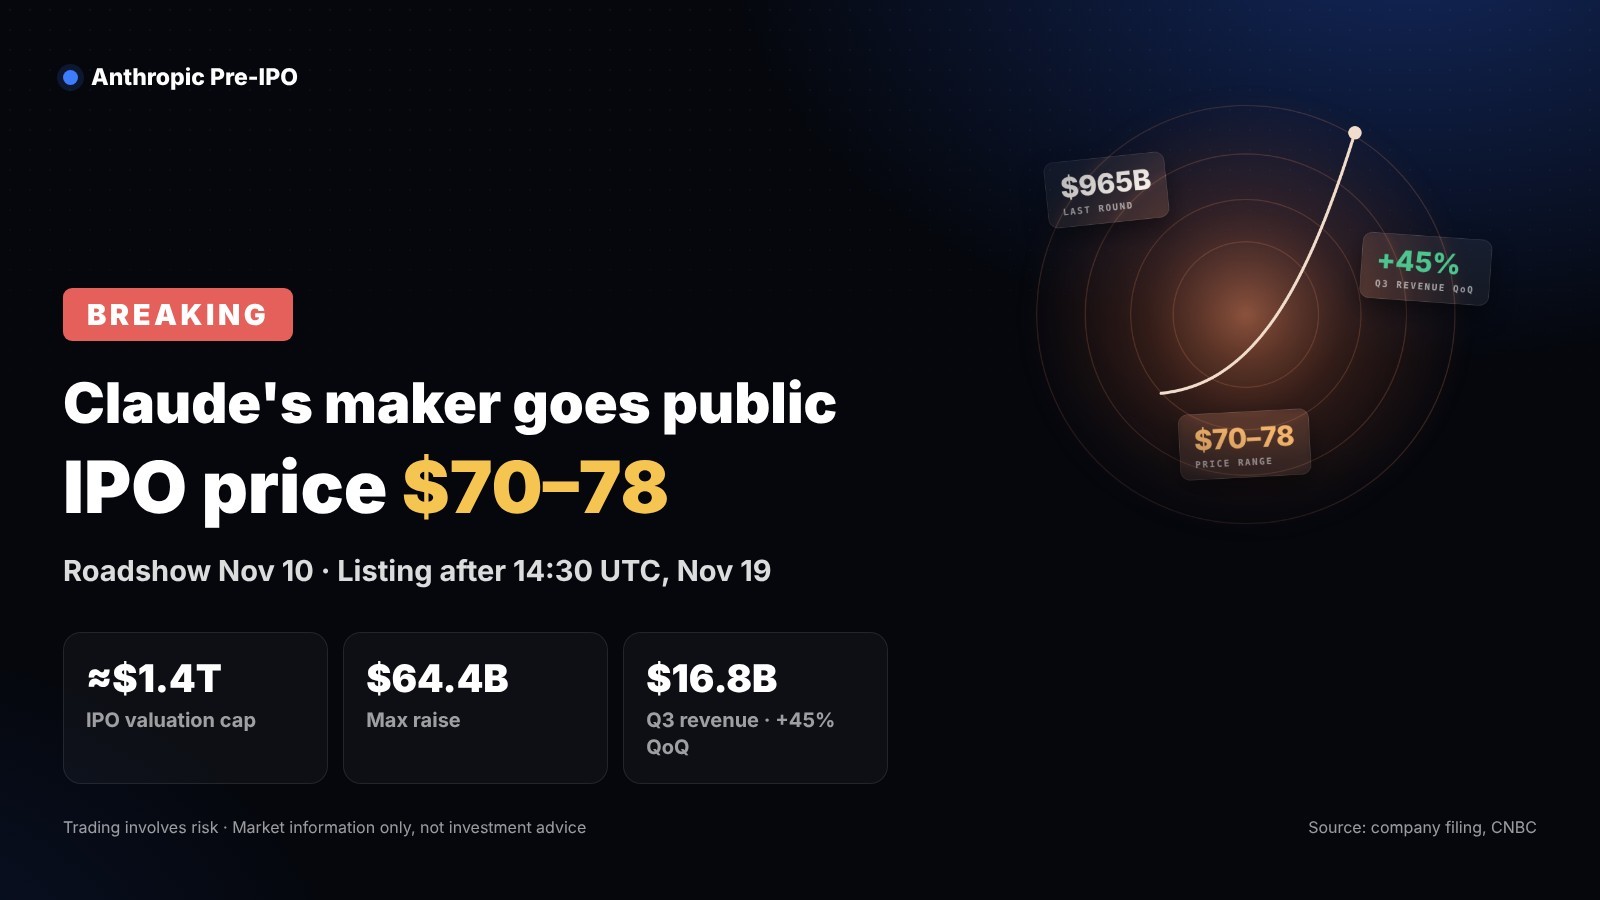 Anthropic Pre-IPO
$965B
LAST ROUND
+45%
Q3 REVENUE QoQ
BREAKING
Claude's maker goes public
IPO price $70–78
$70–78
PRICE RANGE
Roadshow Nov 10 · Listing after 14:30 UTC, Nov 19
≈$1.4T
IPO valuation cap
$64.4B
Max raise
$16.8B
Q3 revenue · +45%
QoQ
Trading involves risk · Market information only, not investment advice
Source: company filing, CNBC